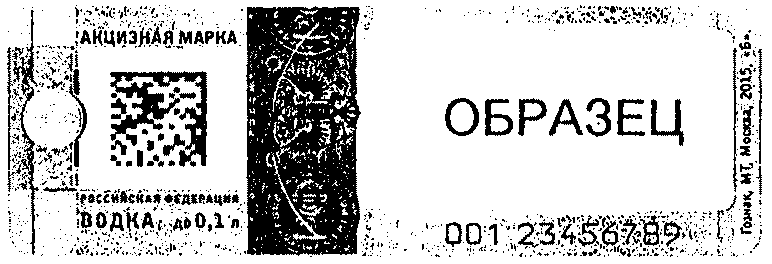 АКЦИЗНАЯ МАРКА
РОССИЙСКАЯ ФЕДЕРАЦИЯ
ВОДКА, до 0,1 л
ОБРАЗЕЦ
001 23456789
Гознак, МТ, Москва, 2015, «Б».